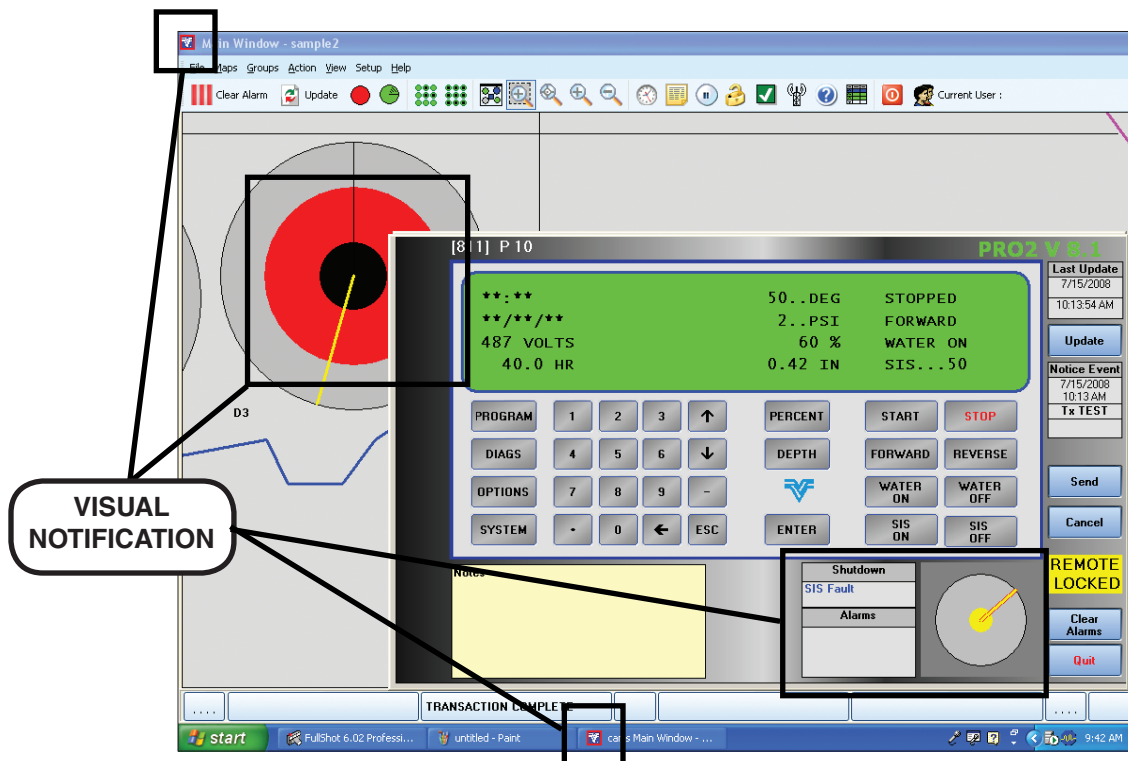 Main Window - sample2
File Maps Groups Action View Setup Help
Clear Alarm Update Current User :
[811] P 10
PRO2 V 8.1
**:** 50..DEG STOPPED
**/**/** 2..PSI FORWARD
487 VOLTS 60 % WATER ON
40.0 HR 0.42 IN SIS...50
Last Update
7/15/2008
10:13:54 AM
Update
Notice Event
7/15/2008
10:13 AM
Tx TEST
D3
PROGRAM 1 2 3 ↑ PERCENT START STOP
DIAGS 4 5 6 ↓ DEPTH FORWARD REVERSE
OPTIONS 7 8 9 - WATER ON WATER OFF
SYSTEM • 0 ← ESC ENTER SIS ON SIS OFF
Send
Cancel
REMOTE
LOCKED
Clear
Alarms
Quit
VISUAL
NOTIFICATION
Notes
Shutdown
SIS Fault
Alarms
.... TRANSACTION COMPLETE ....
start FullShot 6.02 Professi... untitled - Paint cams Main Window - ... 9:42 AM